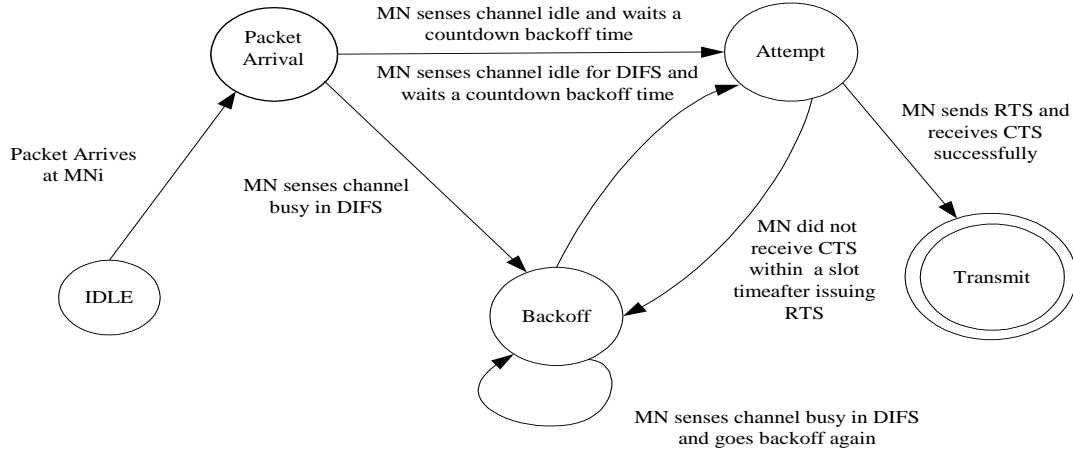 MN senses channel idle and waits a
countdown backoff time
Packet
Arrival
Attempt
MN senses channel idle for DIFS and
waits a countdown backoff time
MN sends RTS and
receives CTS
successfully
Packet Arrives
at MNi
MN senses channel
busy in DIFS
MN did not
receive CTS
within a slot
timeafter issuing
RTS
IDLE
Backoff
Transmit
MN senses channel busy in DIFS
and goes backoff again